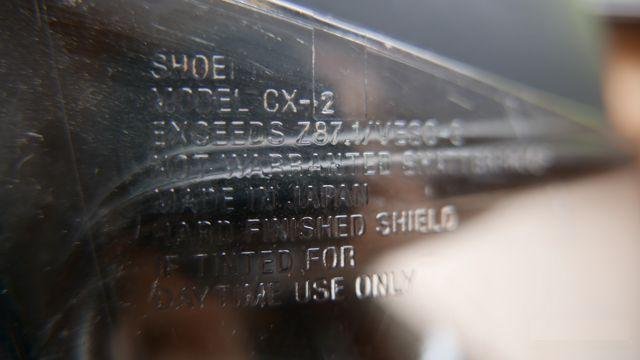 SHOEI
MODEL CX-2
EXCEEDS Z87.1/VESC-8
NOT WARRANTED SHATTERPROOF
MADE IN JAPAN
HARD FINISHED SHIELD
IF TINTED FOR
DAYTIME USE ONLY